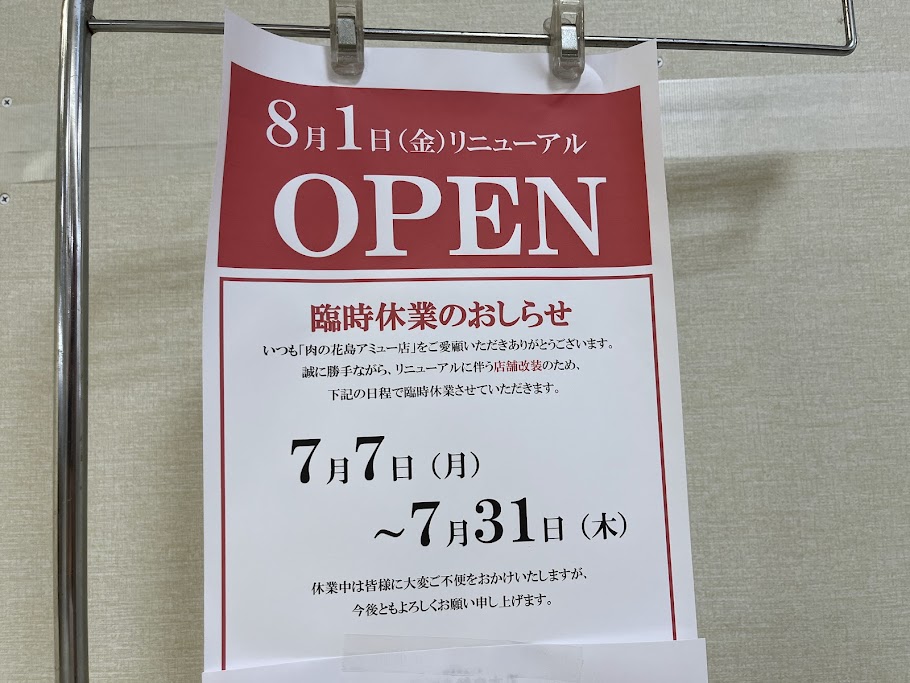 8月1日(金)リニューアル
OPEN
臨時休業のおしらせ
いつも「肉の花島アミュー店」をご愛顧いただきありがとうございます。
誠に勝手ながら、リニューアルに伴う店舗改装のため、
下記の日程で臨時休業させていただきます。
7月7日(月)
~7月31日(木)
休業中は皆様に大変ご不便をおかけいたしますが、
今後ともよろしくお願い申し上げます。